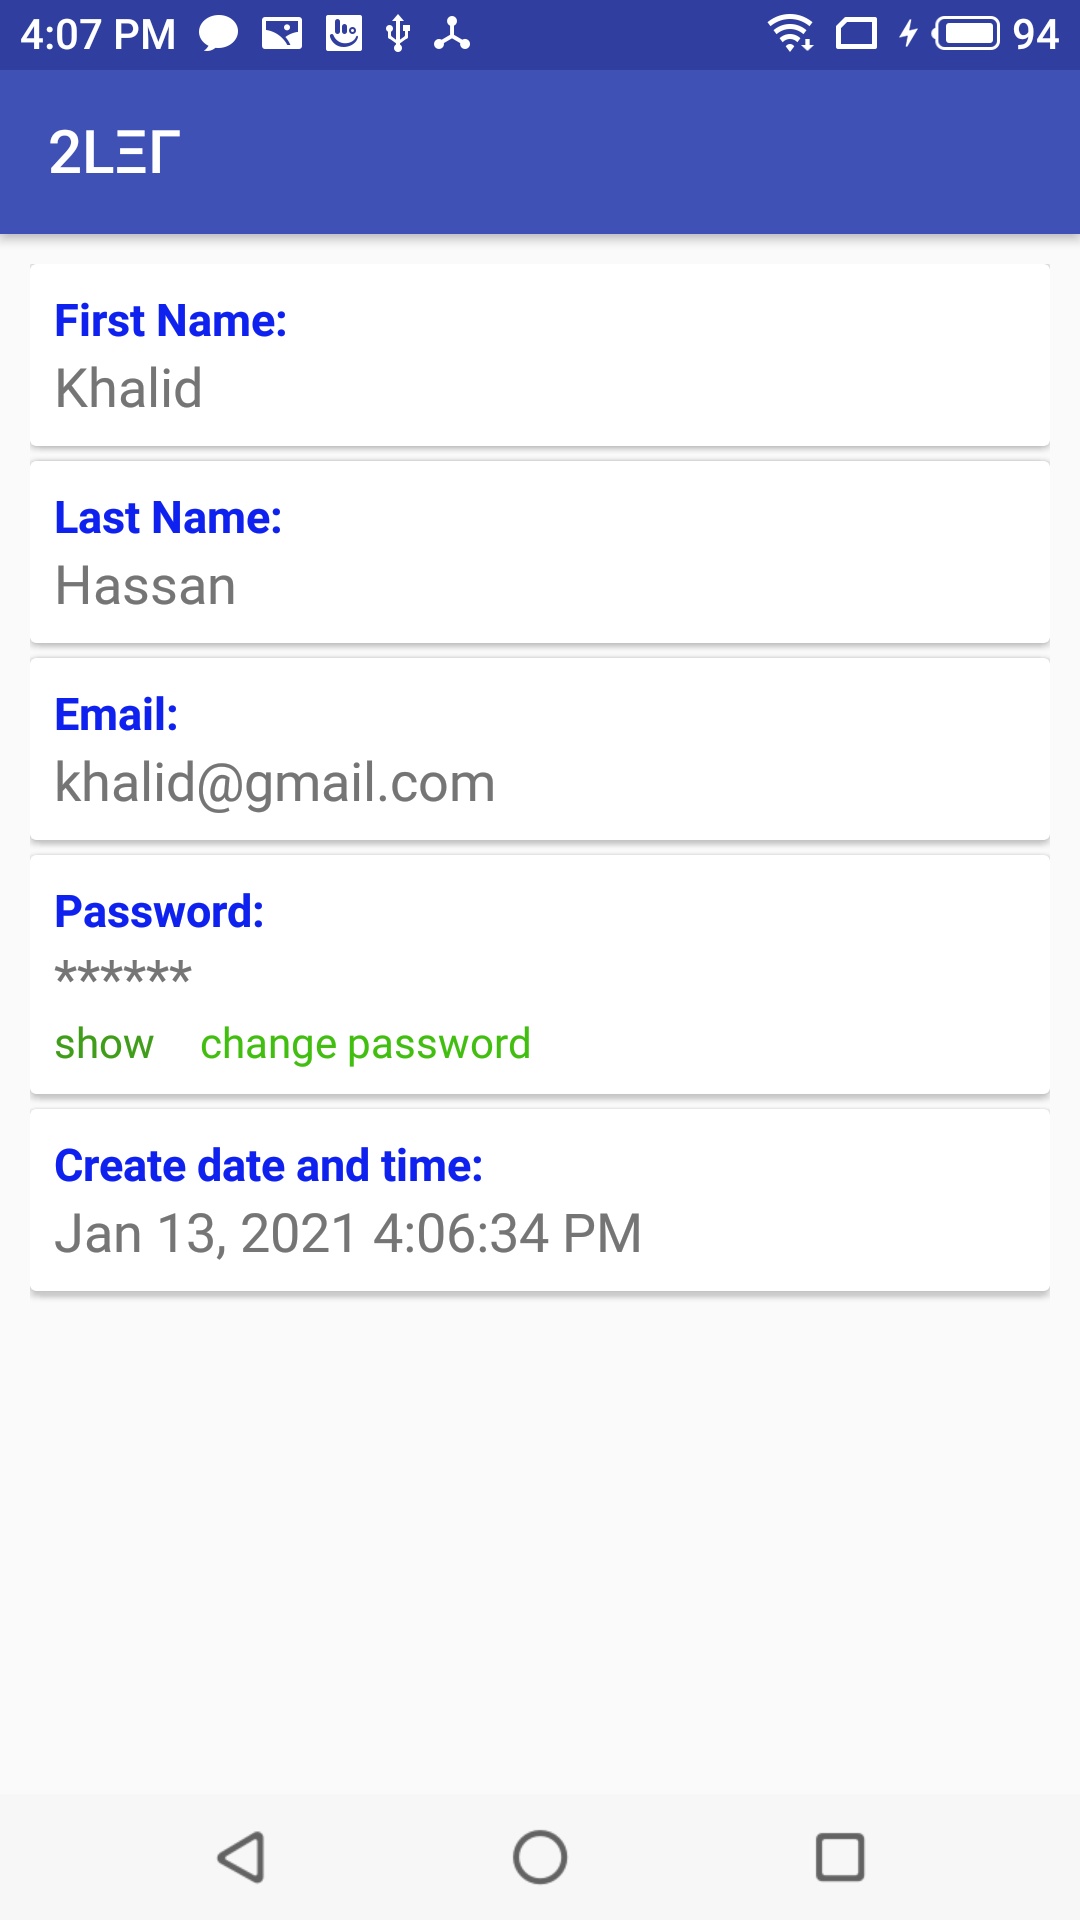 4:07 PM 94
2LΞΓ
First Name:
Khalid
Last Name:
Hassan
Email:
khalid@gmail.com
Password:
******
show change password
Create date and time:
Jan 13, 2021 4:06:34 PM